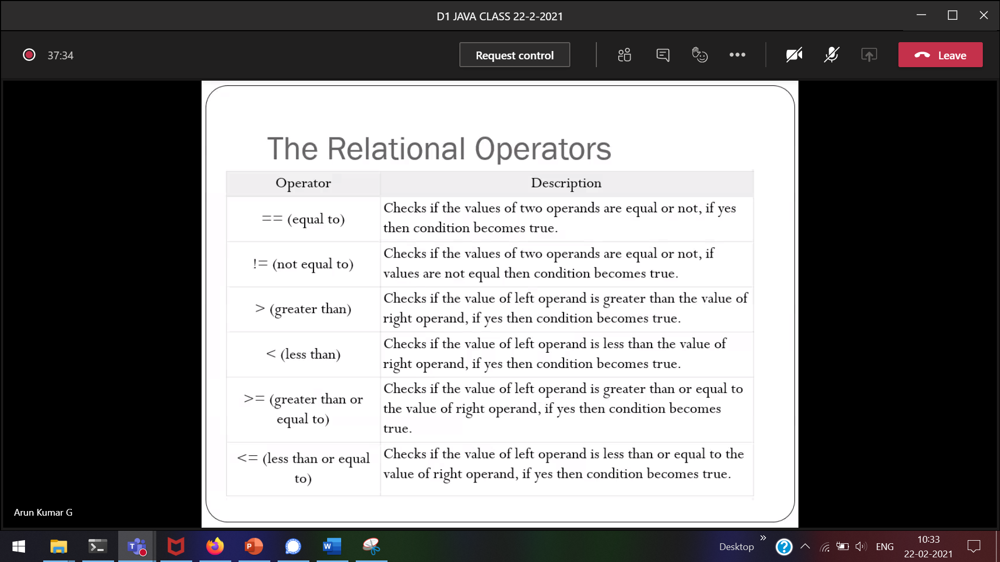 D1 JAVA CLASS 22-2-2021
37:34
Request control
Leave
The Relational Operators
Operator
Description
== (equal to)
Checks if the values of two operands are equal or not, if yes
then condition becomes true.
!= (not equal to)
Checks if the values of two operands are equal or not, if
values are not equal then condition becomes true.
> (greater than)
Checks if the value of left operand is greater than the value of
right operand, if yes then condition becomes true.
< (less than)
Checks if the value of left operand is less than the value of
right operand, if yes then condition becomes true.
>= (greater than or
equal to)
Checks if the value of left operand is greater than or equal to
the value of right operand, if yes then condition becomes
true.
<= (less than or equal
to)
Checks if the value of left operand is less than or equal to the
value of right operand, if yes then condition becomes true.
Arun Kumar G
Desktop
ENG
10:33
22-02-2021